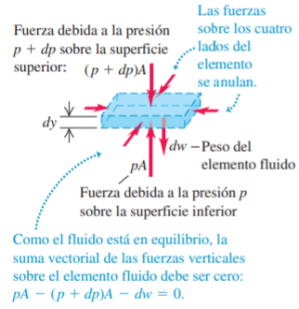 Las fuerzas
sobre los cuatro
lados del
elemento
se anulan.
Fuerza debida a la presión
p + dp sobre la superficie
superior: (p + dp)A
dy
dw – Peso del
elemento fluido
pA
Fuerza debida a la presión p
sobre la superficie inferior
Como el fluido está en equilibrio, la
suma vectorial de las fuerzas verticales
sobre el elemento fluido debe ser cero:
pA − (p + dp)A − dw = 0.